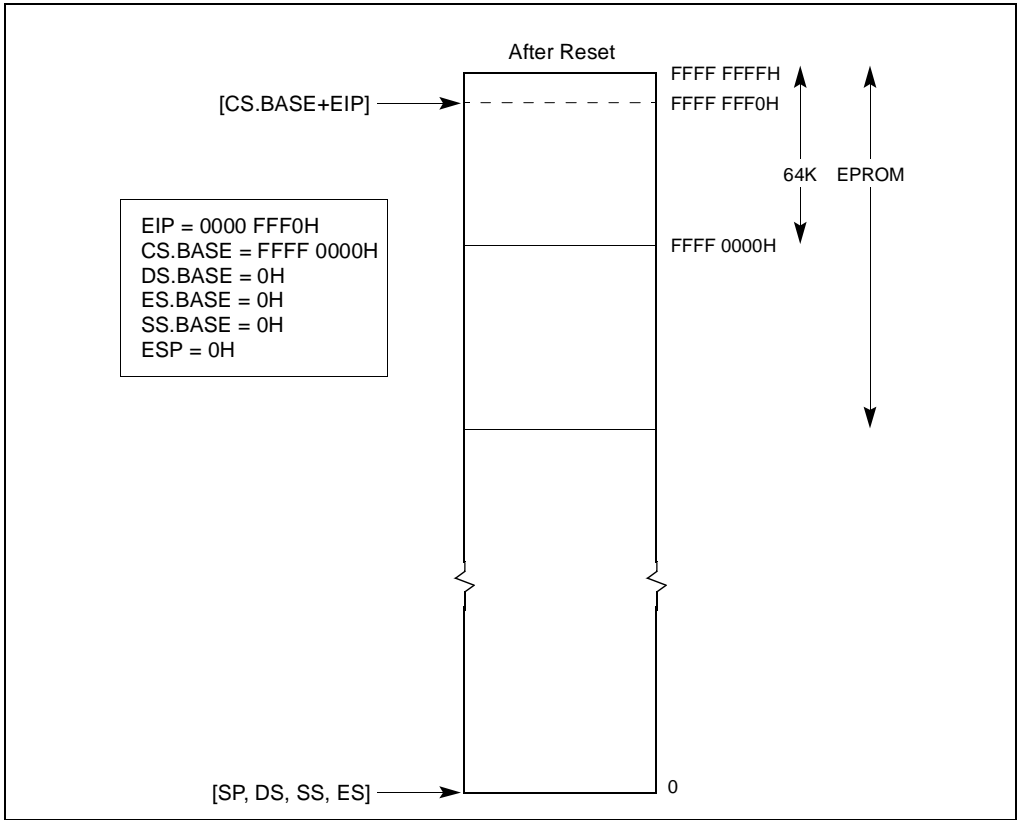 After Reset
FFFF FFFFH
[CS.BASE+EIP]
FFFF FFF0H
64K
EPROM
EIP = 0000 FFF0H
CS.BASE = FFFF 0000H
DS.BASE = 0H
ES.BASE = 0H
SS.BASE = 0H
ESP = 0H
FFFF 0000H
[SP, DS, SS, ES]
0